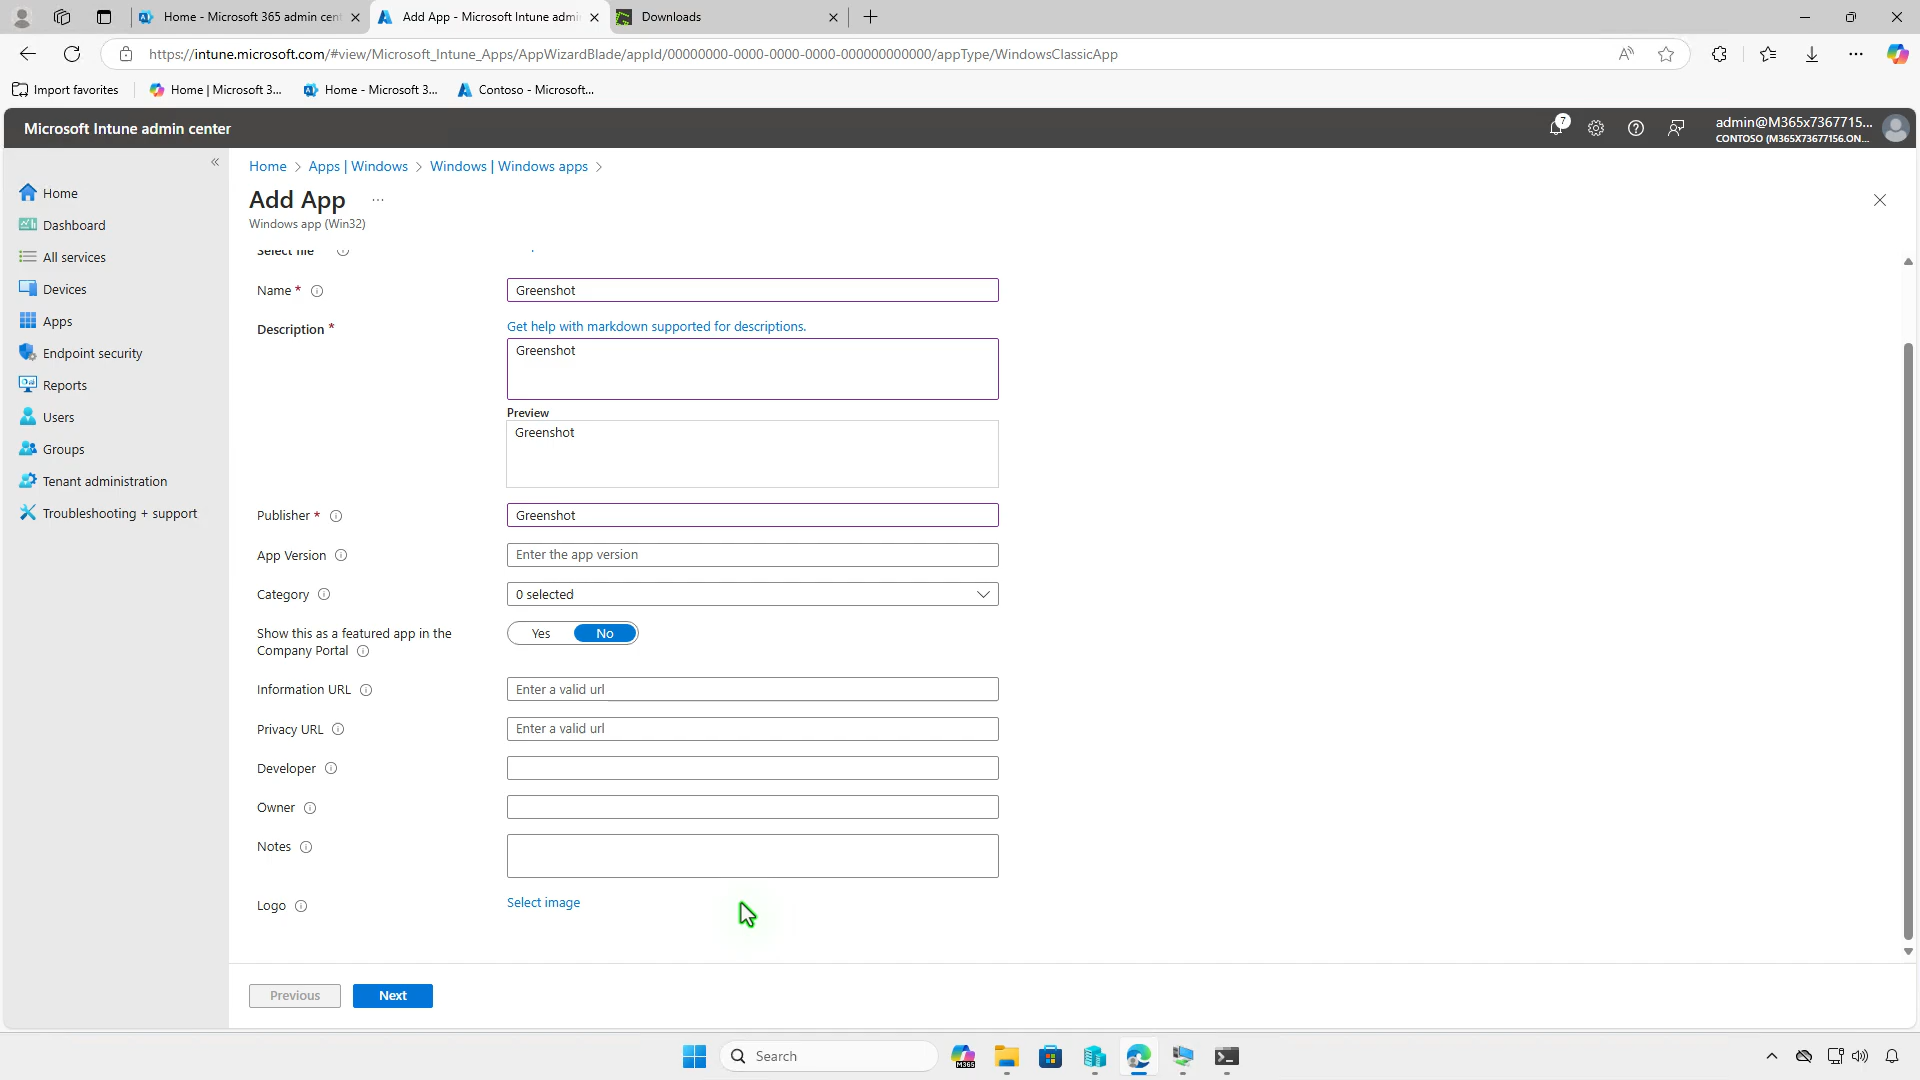 Home - Microsoft 365 admin cent
Add App - Microsoft Intune admin
Downloads
https://intune.microsoft.com/#view/Microsoft_Intune_Apps/AppWizardBlade/appId/00000000-0000-0000-0000-000000000000/appType/WindowsClassicApp
Import favorites
Home | Microsoft 3...
Home - Microsoft 3...
Contoso - Microsoft...
Microsoft Intune admin center
7
admin@M365x7367715...
CONTOSO (M365X73677156.ON...
Home
Dashboard
All services
Devices
Apps
Endpoint security
Reports
Users
Groups
Tenant administration
Troubleshooting + support
Home > Apps | Windows > Windows | Windows apps >
Add App ...
Windows app (Win32)
Select file
Name *
Greenshot
Description *
Get help with markdown supported for descriptions.
Greenshot
Preview
Greenshot
Publisher *
Greenshot
App Version
Enter the app version
Category
0 selected
Show this as a featured app in the
Company Portal
Yes
No
Information URL
Enter a valid url
Privacy URL
Enter a valid url
Developer
Owner
Notes
Logo
Select image
Previous
Next
Search
M365